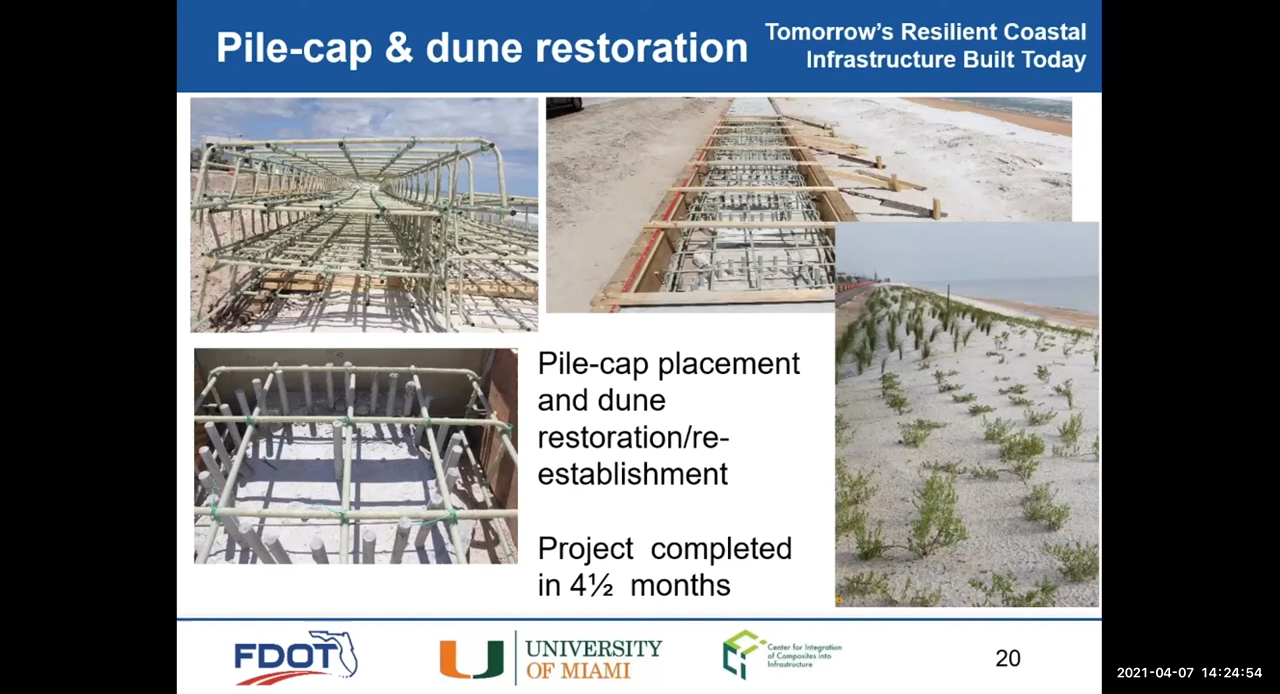 Pile-cap & dune restoration
Tomorrow's Resilient Coastal
Infrastructure Built Today
Pile-cap placement
and dune
restoration/re-
establishment
Project completed
in 4½ months
FDOT
U
UNIVERSITY
OF MIAMI
Center for Integration
of Composites into
Infrastructure
20
2021-04-07 14:24:54